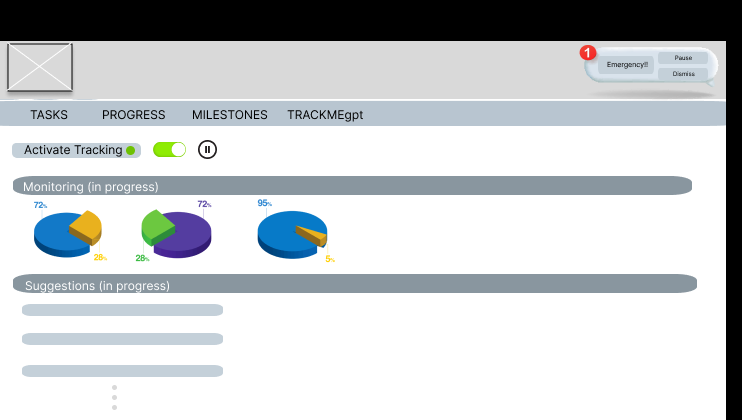 1
Emergency!!
Pause
Dismiss
TASKS PROGRESS MILESTONES TRACKMEgpt
Activate Tracking
Monitoring (in progress)
72% 72% 95%
28% 28% 5%
Suggestions (in progress)